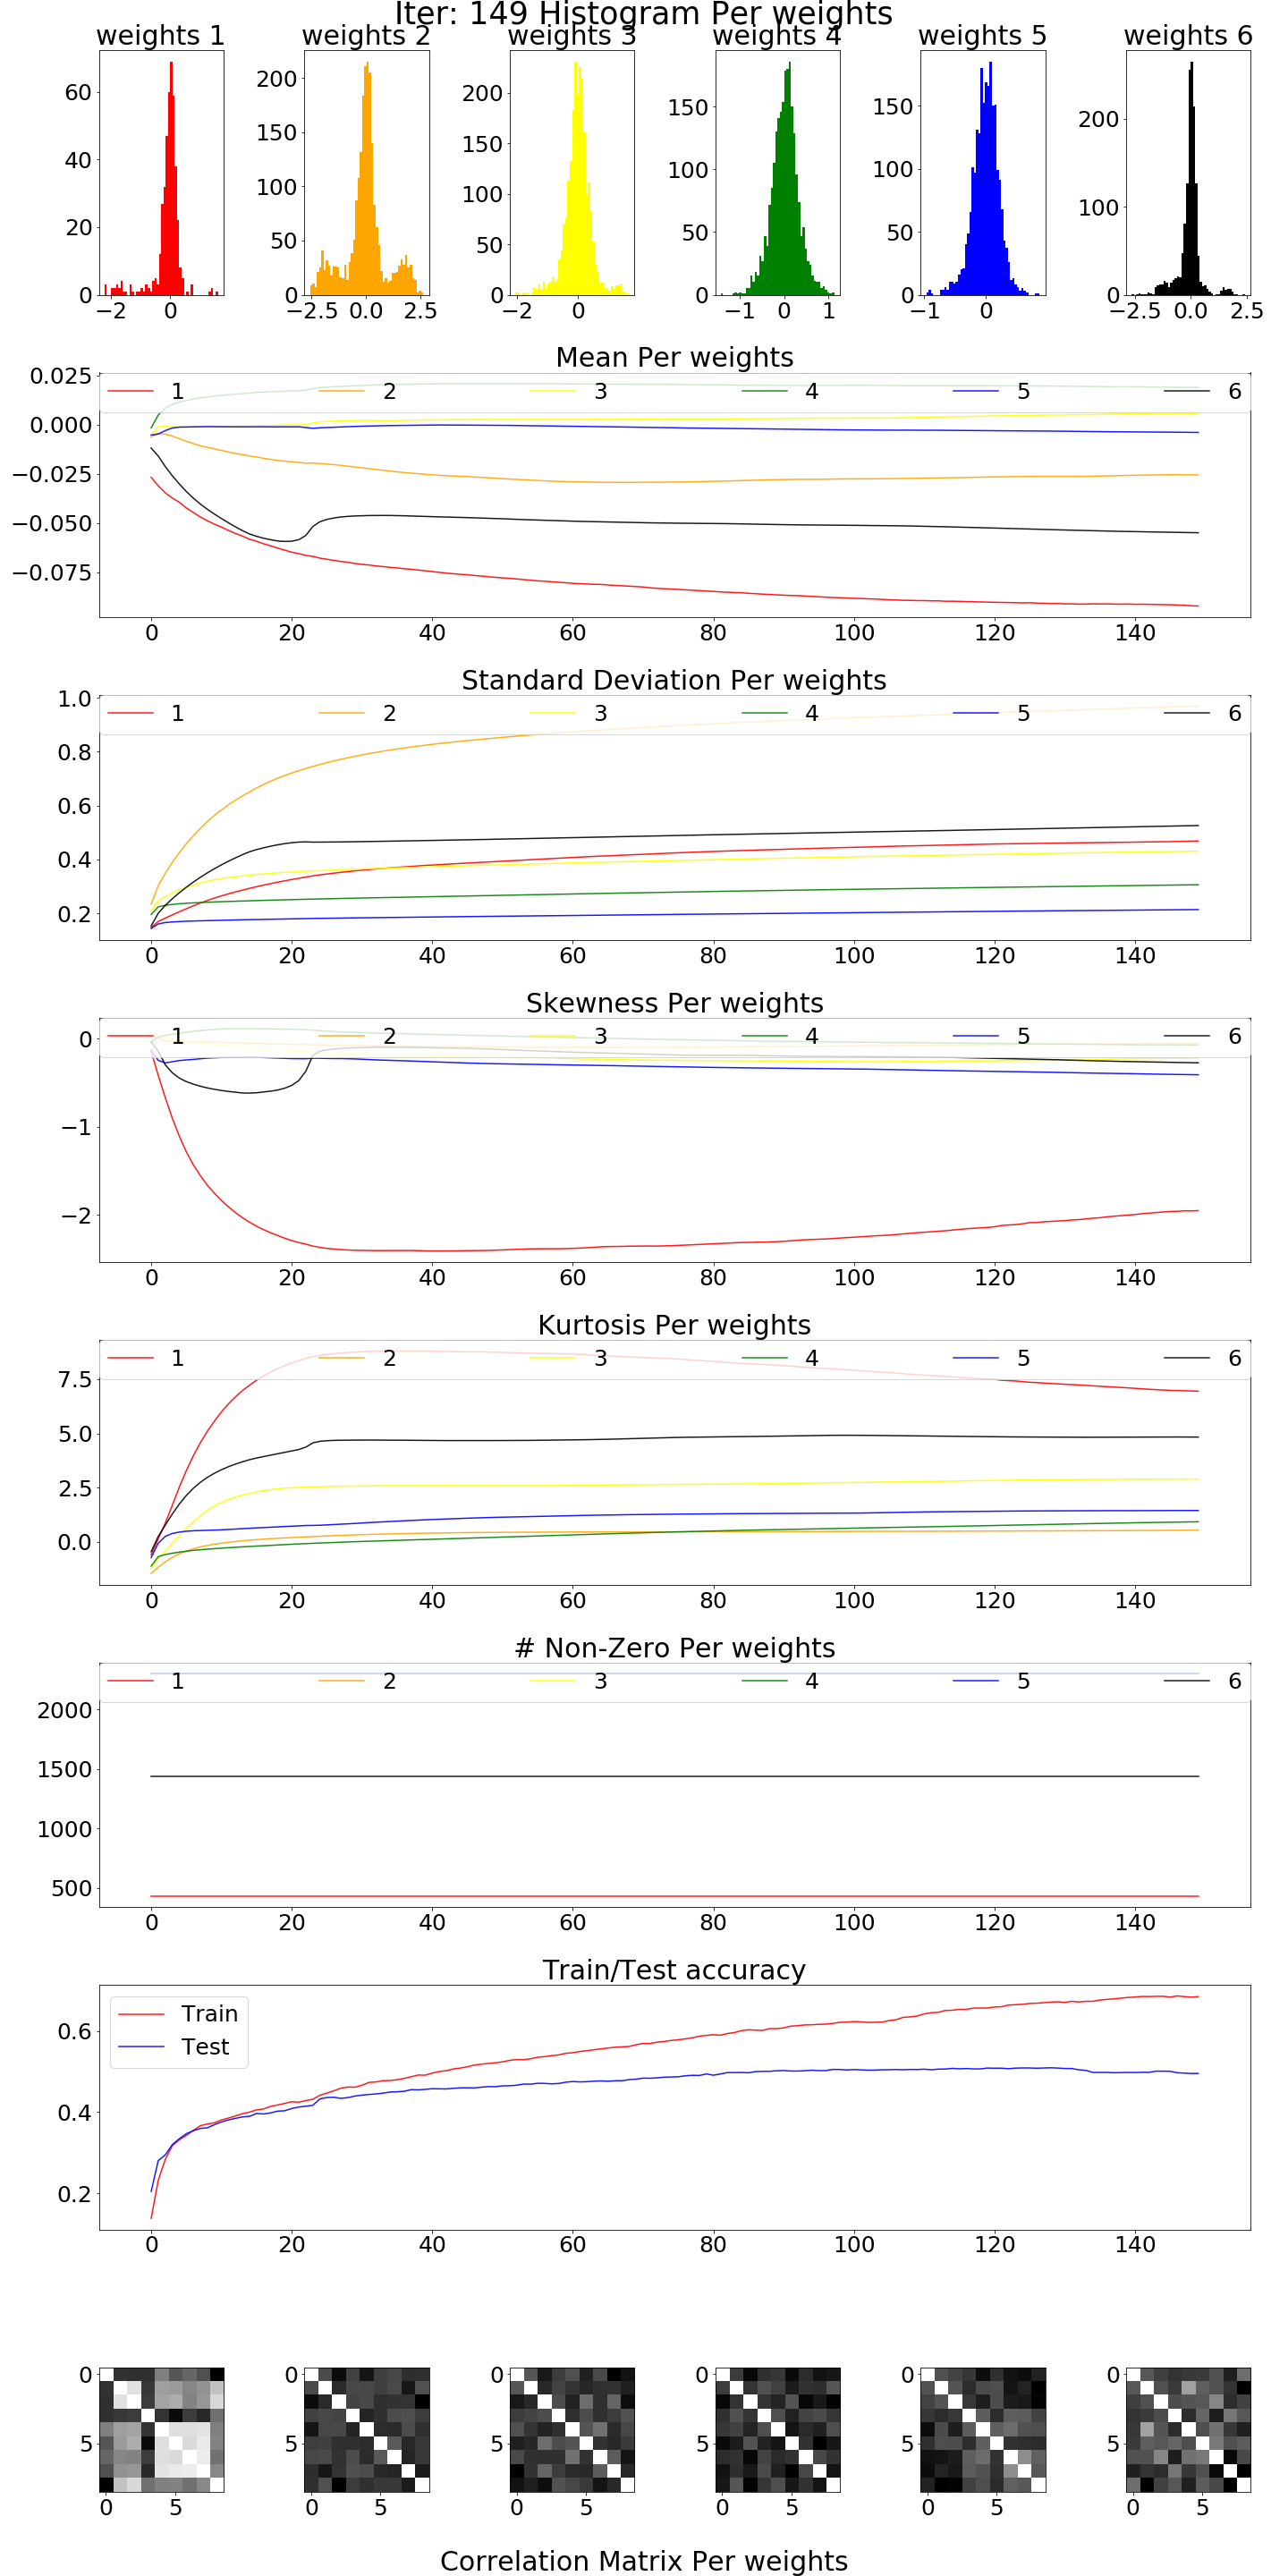 Iter: 149 Histogram Per weights
weights 1 weights 2 weights 3 weights 4 weights 5 weights 6
60 40 20 0
−2 0
200 150 100 50 0
−2.5 0.0 2.5
200 150 100 50 0
−2 0
150 100 50 0
−1 0 1
150 100 50 0
−1 0
200 100 0
−2.5 0.0 2.5
Mean Per weights
1 2 3 4 5 6
0.025
0.000
−0.025
−0.050
−0.075
0 20 40 60 80 100 120 140
Standard Deviation Per weights
1 2 3 4 5 6
1.0
0.8
0.6
0.4
0.2
0 20 40 60 80 100 120 140
Skewness Per weights
1 2 3 4 5 6
0
−1
−2
0 20 40 60 80 100 120 140
Kurtosis Per weights
1 2 3 4 5 6
7.5
5.0
2.5
0.0
0 20 40 60 80 100 120 140
# Non-Zero Per weights
1 2 3 4 5 6
2000
1500
1000
500
0 20 40 60 80 100 120 140
Train/Test accuracy
Train
Test
0.6
0.4
0.2
0 20 40 60 80 100 120 140
0 0 0 0 0 0
5 5 5 5 5 5
0 5 0 5 0 5 0 5 0 5 0 5
Correlation Matrix Per weights